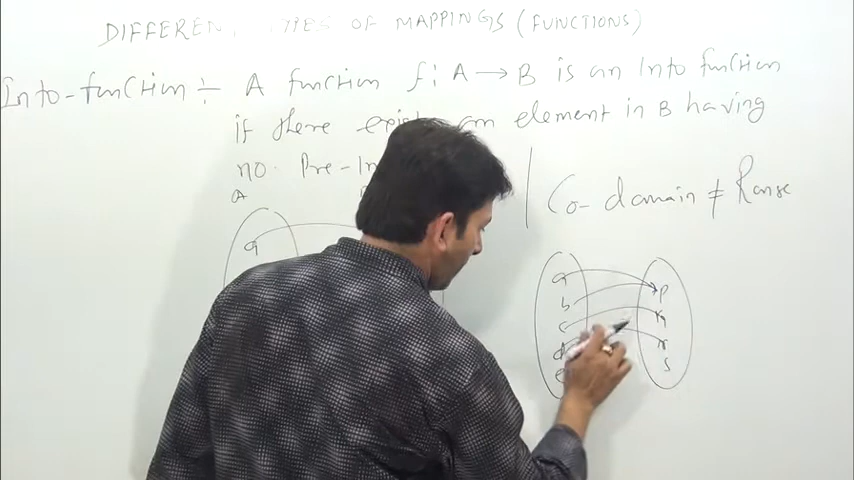 DIFFEREN TYPES OF MAPPINGS (FUNCTIONS)
Into-function ÷ A function f: A → B is an Into function
if there exist an element in B having
no. Pre-Im
A
Co-domain ≠ Range
a
a
b
c
d
e
p
q
r
s